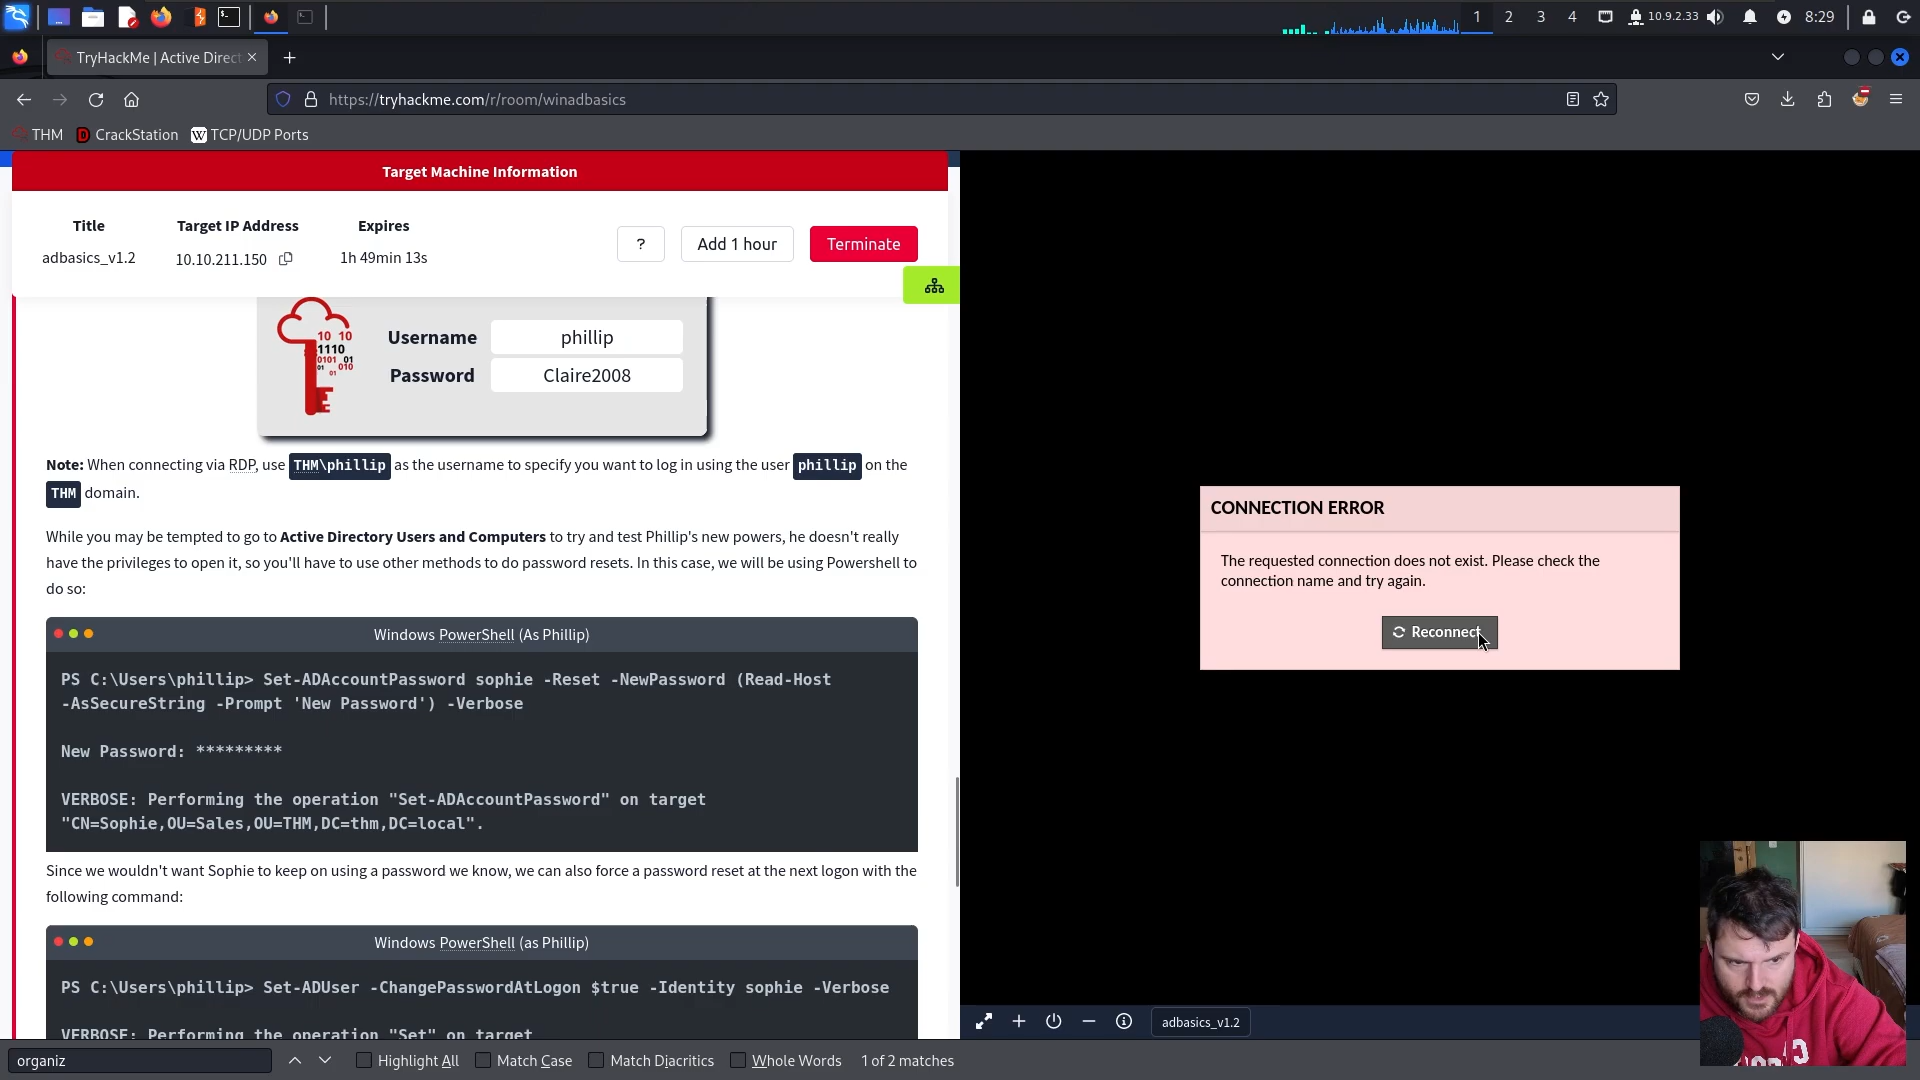 1
2
3
4
10.9.2.33
8:29
TryHackMe | Active Direct
https://tryhackme.com/r/room/winadbasics
THM
CrackStation
W
TCP/UDP Ports
Target Machine Information
Title
Target IP Address
Expires
adbasics_v1.2
10.10.211.150
1h 49min 13s
?
Add 1 hour
Terminate
Username
phillip
Password
Claire2008
Note: When connecting via RDP, use THM\phillip as the username to specify you want to log in using the user phillip on the
THM domain.
While you may be tempted to go to Active Directory Users and Computers to try and test Phillip's new powers, he doesn't really
have the privileges to open it, so you'll have to use other methods to do password resets. In this case, we will be using Powershell to
do so:
Windows PowerShell (As Phillip)
PS C:\Users\phillip> Set-ADAccountPassword sophie -Reset -NewPassword (Read-Host
-AsSecureString -Prompt 'New Password') -Verbose
New Password: *********
VERBOSE: Performing the operation "Set-ADAccountPassword" on target
"CN=Sophie,OU=Sales,OU=THM,DC=thm,DC=local".
Since we wouldn't want Sophie to keep on using a password we know, we can also force a password reset at the next logon with the
following command:
Windows PowerShell (as Phillip)
PS C:\Users\phillip> Set-ADUser -ChangePasswordAtLogon $true -Identity sophie -Verbose
VERBOSE: Performing the operation "Set" on target
CONNECTION ERROR
The requested connection does not exist. Please check the
connection name and try again.
Reconnect
adbasics_v1.2
organiz
Highlight All
Match Case
Match Diacritics
Whole Words
1 of 2 matches